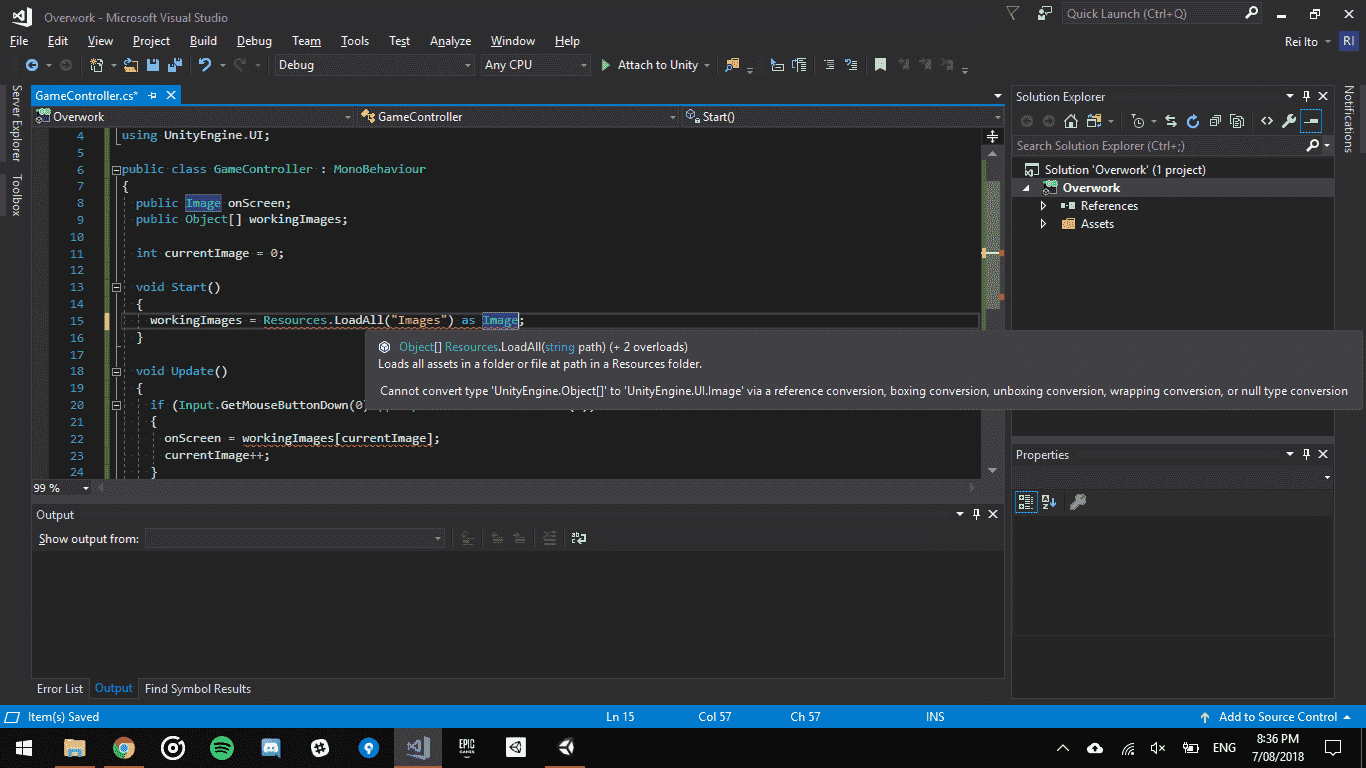 Overwork - Microsoft Visual Studio
Quick Launch (Ctrl+Q)
File Edit View Project Build Debug Team Tools Test Analyze Window Help
Rei Ito RI
Debug Any CPU Attach to Unity
Server Explorer
Toolbox
GameController.cs*
Overwork GameController Start()
4 using UnityEngine.UI;
5
6 public class GameController : MonoBehaviour
7 {
8 public Image onScreen;
9 public Object[] workingImages;
10
11 int currentImage = 0;
12
13 void Start()
14 {
15 workingImages = Resources.LoadAll("Images") as Image;
16 }
17
18 void Update()
19 {
20 if (Input.GetMouseButtonDown(0)
21 {
22 onScreen = workingImages[currentImage];
23 currentImage++;
24 }
Object[] Resources.LoadAll(string path) (+ 2 overloads)
Loads all assets in a folder or file at path in a Resources folder.
Cannot convert type 'UnityEngine.Object[]' to 'UnityEngine.UI.Image' via a reference conversion, boxing conversion, unboxing conversion, wrapping conversion, or null type conversion
99 %
Output
Show output from:
Error List Output Find Symbol Results
Solution Explorer
Search Solution Explorer (Ctrl+;)
Solution 'Overwork' (1 project)
Overwork
References
Assets
Properties
Notifications
Item(s) Saved Ln 15 Col 57 Ch 57 INS Add to Source Control
EPIC
GAMES
ENG
8:36 PM
7/08/2018